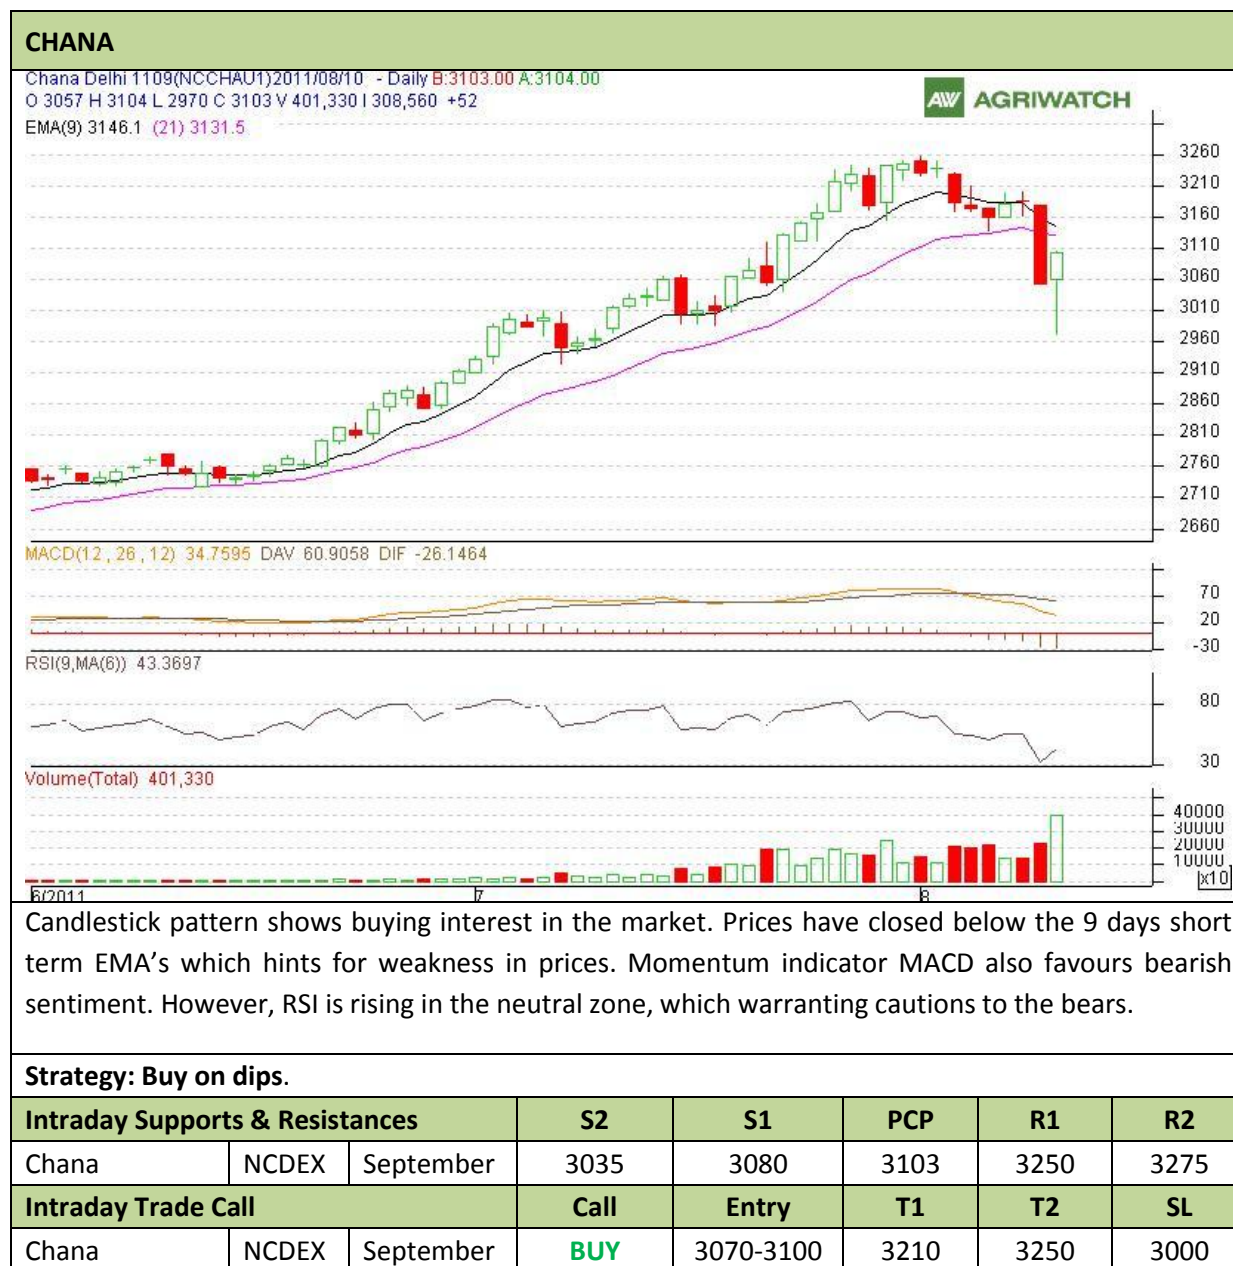 CHANA
Chana Delhi 1109(NCCHAU1)2011/08/10 - Daily B:3103.00 A:3104.00
O 3057 H 3104 L 2970 C 3103 V 401,330 I 308,560 +52
EMA(9) 3146.1 (21) 3131.5
AW AGRIWATCH
3260
3210
3160
3110
3060
3010
2960
2910
2860
2810
2760
2710
2660
MACD(12,26,12) 34.7595 DAV 60.9058 DIF -26.1464
70
20
-30
RSI(9,MA(6)) 43.3697
80
30
Volume(Total) 401,330
40000
30000
20000
10000
x10
6/2011 7 8
Candlestick pattern shows buying interest in the market. Prices have closed below the 9 days short
term EMA’s which hints for weakness in prices. Momentum indicator MACD also favours bearish
sentiment. However, RSI is rising in the neutral zone, which warranting cautions to the bears.
Strategy: Buy on dips.
Intraday Supports & Resistances S2 S1 PCP R1 R2
Chana NCDEX September 3035 3080 3103 3250 3275
Intraday Trade Call Call Entry T1 T2 SL
Chana NCDEX September BUY 3070-3100 3210 3250 3000